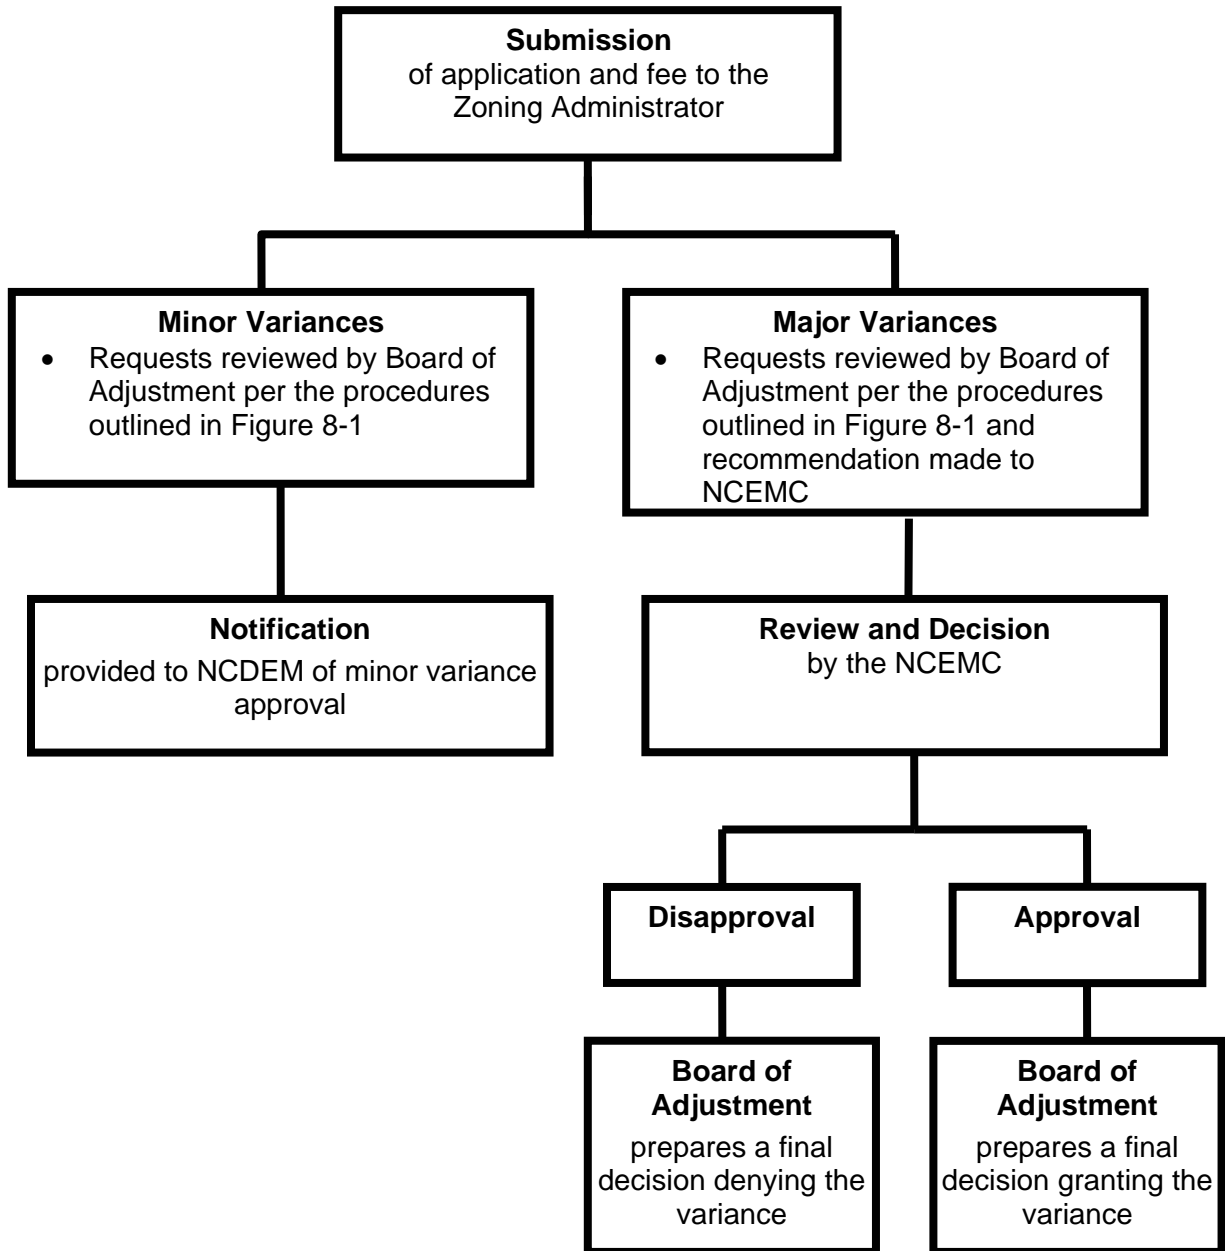 Submission
of application and fee to the
Zoning Administrator
Minor Variances
• Requests reviewed by Board of
Adjustment per the procedures
outlined in Figure 8-1
Major Variances
• Requests reviewed by Board of
Adjustment per the procedures
outlined in Figure 8-1 and
recommendation made to
NCEMC
Notification
provided to NCDEM of minor variance
approval
Review and Decision
by the NCEMC
Disapproval
Approval
Board of
Adjustment
prepares a final
decision denying the
variance
Board of
Adjustment
prepares a final
decision granting the
variance